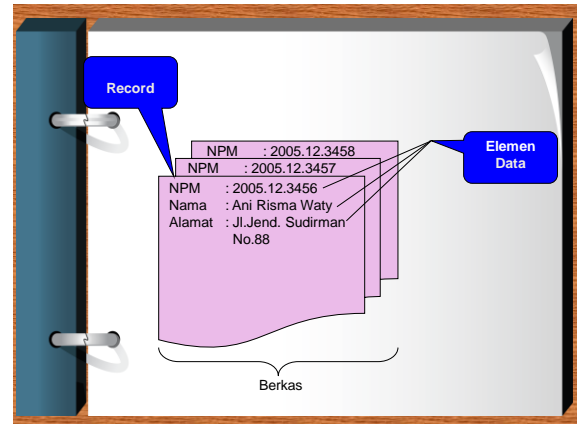 Record
NPM : 2005.12.3458
NPM : 2005.12.3457
NPM : 2005.12.3456
Nama : Ani Risma Waty
Alamat : Jl.Jend. Sudirman
No.88
Elemen
Data
Berkas